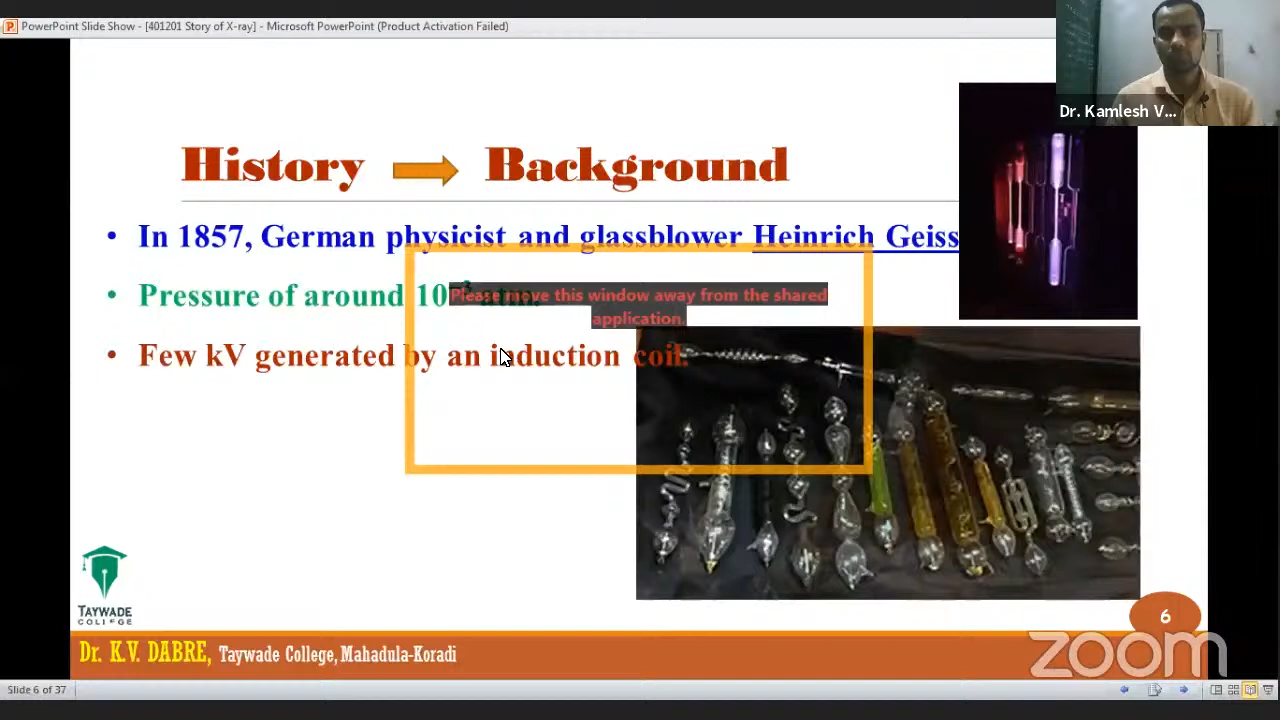 PowerPoint Slide Show - [401201 Story of X-ray] - Microsoft PowerPoint (Product Activation Failed)
Dr. Kamlesh V...
History Background
• In 1857, German physicist and glassblower Heinrich Geiss
• Pressure of around 10⁻³ atm.
Please move this window away from the shared
application.
• Few kV generated by an induction coil.
TAYWADE
COLLEGE
6
Dr. K.V. DABRE, Taywade College, Mahadula-Koradi
zoom
Slide 6 of 37